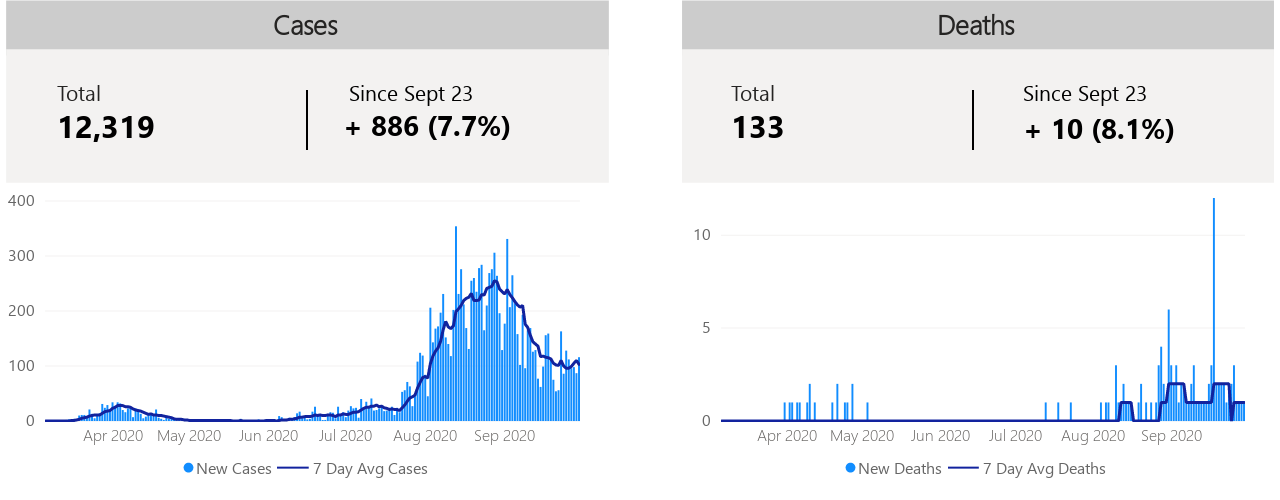 Cases
Total
Since Sept 23
12,319
+ 886 (7.7%)
400
300
200
100
0
Apr 2020 May 2020 Jun 2020 Jul 2020 Aug 2020 Sep 2020
New Cases 7 Day Avg Cases
Deaths
Total
Since Sept 23
133
+ 10 (8.1%)
10
5
0
Apr 2020 May 2020 Jun 2020 Jul 2020 Aug 2020 Sep 2020
New Deaths 7 Day Avg Deaths